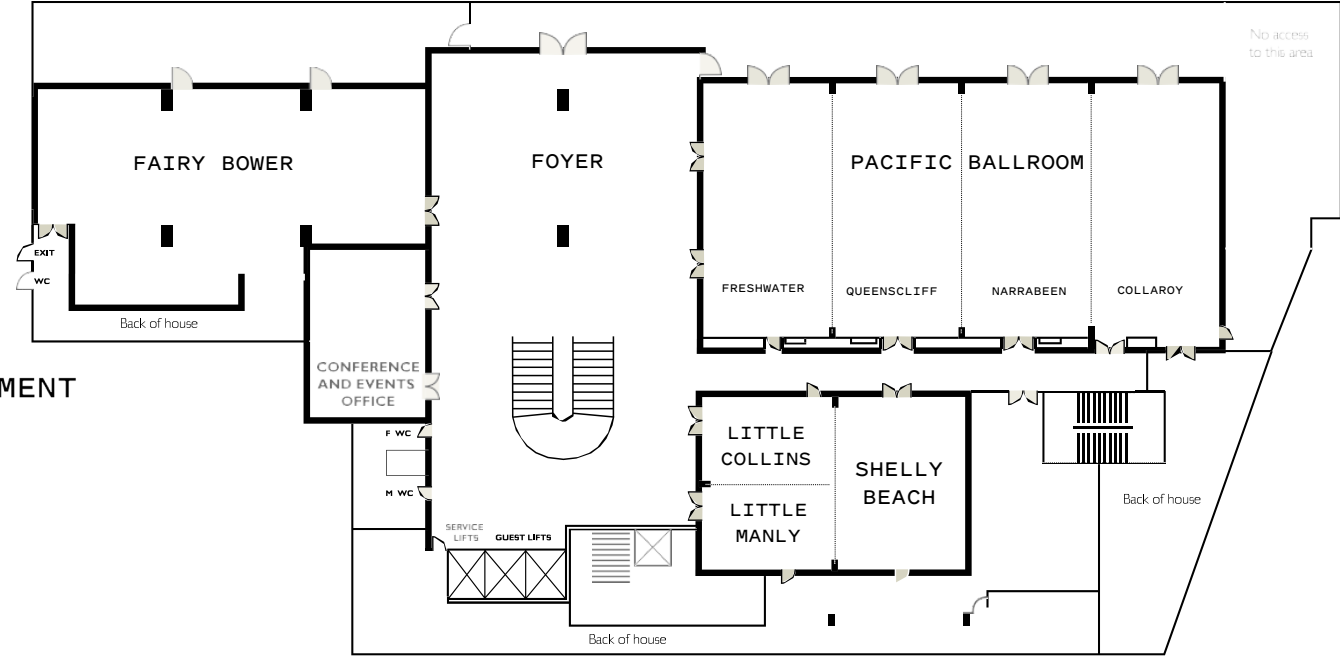 No access
to this area
FAIRY BOWER
FOYER
PACIFIC BALLROOM
EXIT
WC
FRESHWATER
QUEENSCLIFF
NARRABEEN
COLLAROY
Back of house
CONFERENCE
AND EVENTS
OFFICE
MENT
F WC
M WC
LITTLE
COLLINS
SHELLY
BEACH
LITTLE
MANLY
Back of house
SERVICE
LIFTS
GUEST LIFTS
Back of house